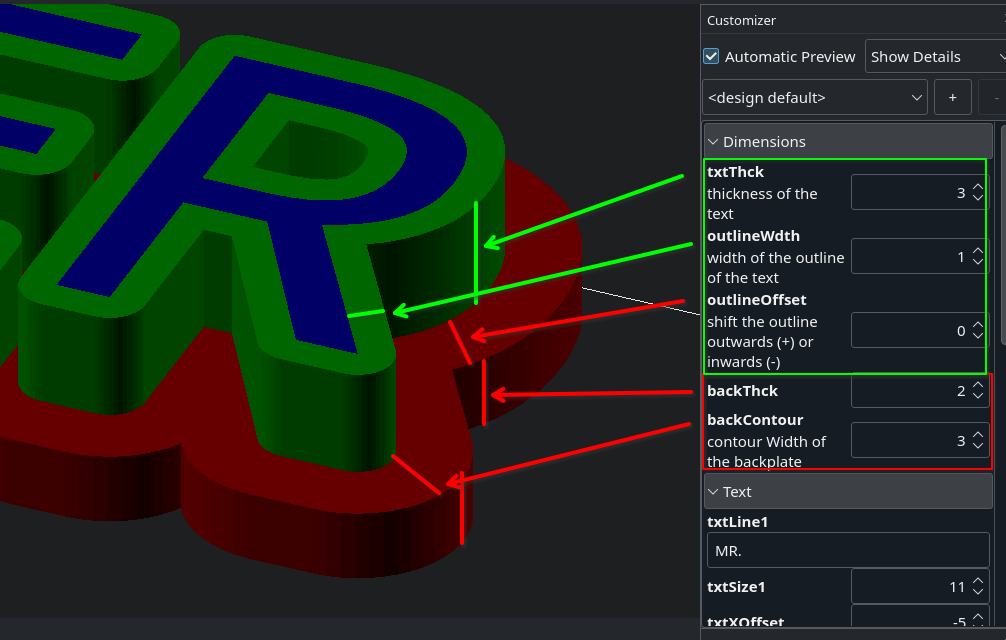 Customizer
Automatic Preview
Show Details
<design default>
+
-
Dimensions
txtThck
thickness of the
text
3
outlineWdth
width of the outline
of the text
1
outlineOffset
shift the outline
outwards (+) or
inwards (-)
0
backThck
2
backContour
contour Width of
the backplate
3
Text
txtLine1
MR.
txtSize1
11
txtXOffset
-5